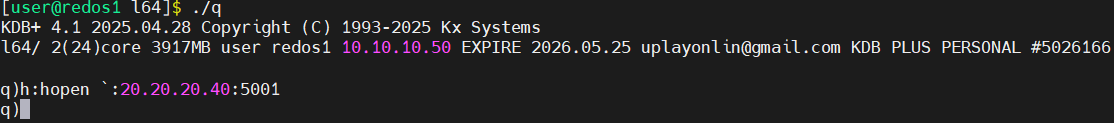 [user@redos1 l64]$ ./q
KDB+ 4.1 2025.04.28 Copyright (C) 1993-2025 Kx Systems
l64/ 2(24)core 3917MB user redos1 10.10.10.50 EXPIRE 2026.05.25 uplayonlin@gmail.com KDB PLUS PERSONAL #5026166
q)h:hopen `:20.20.20.40:5001
q)